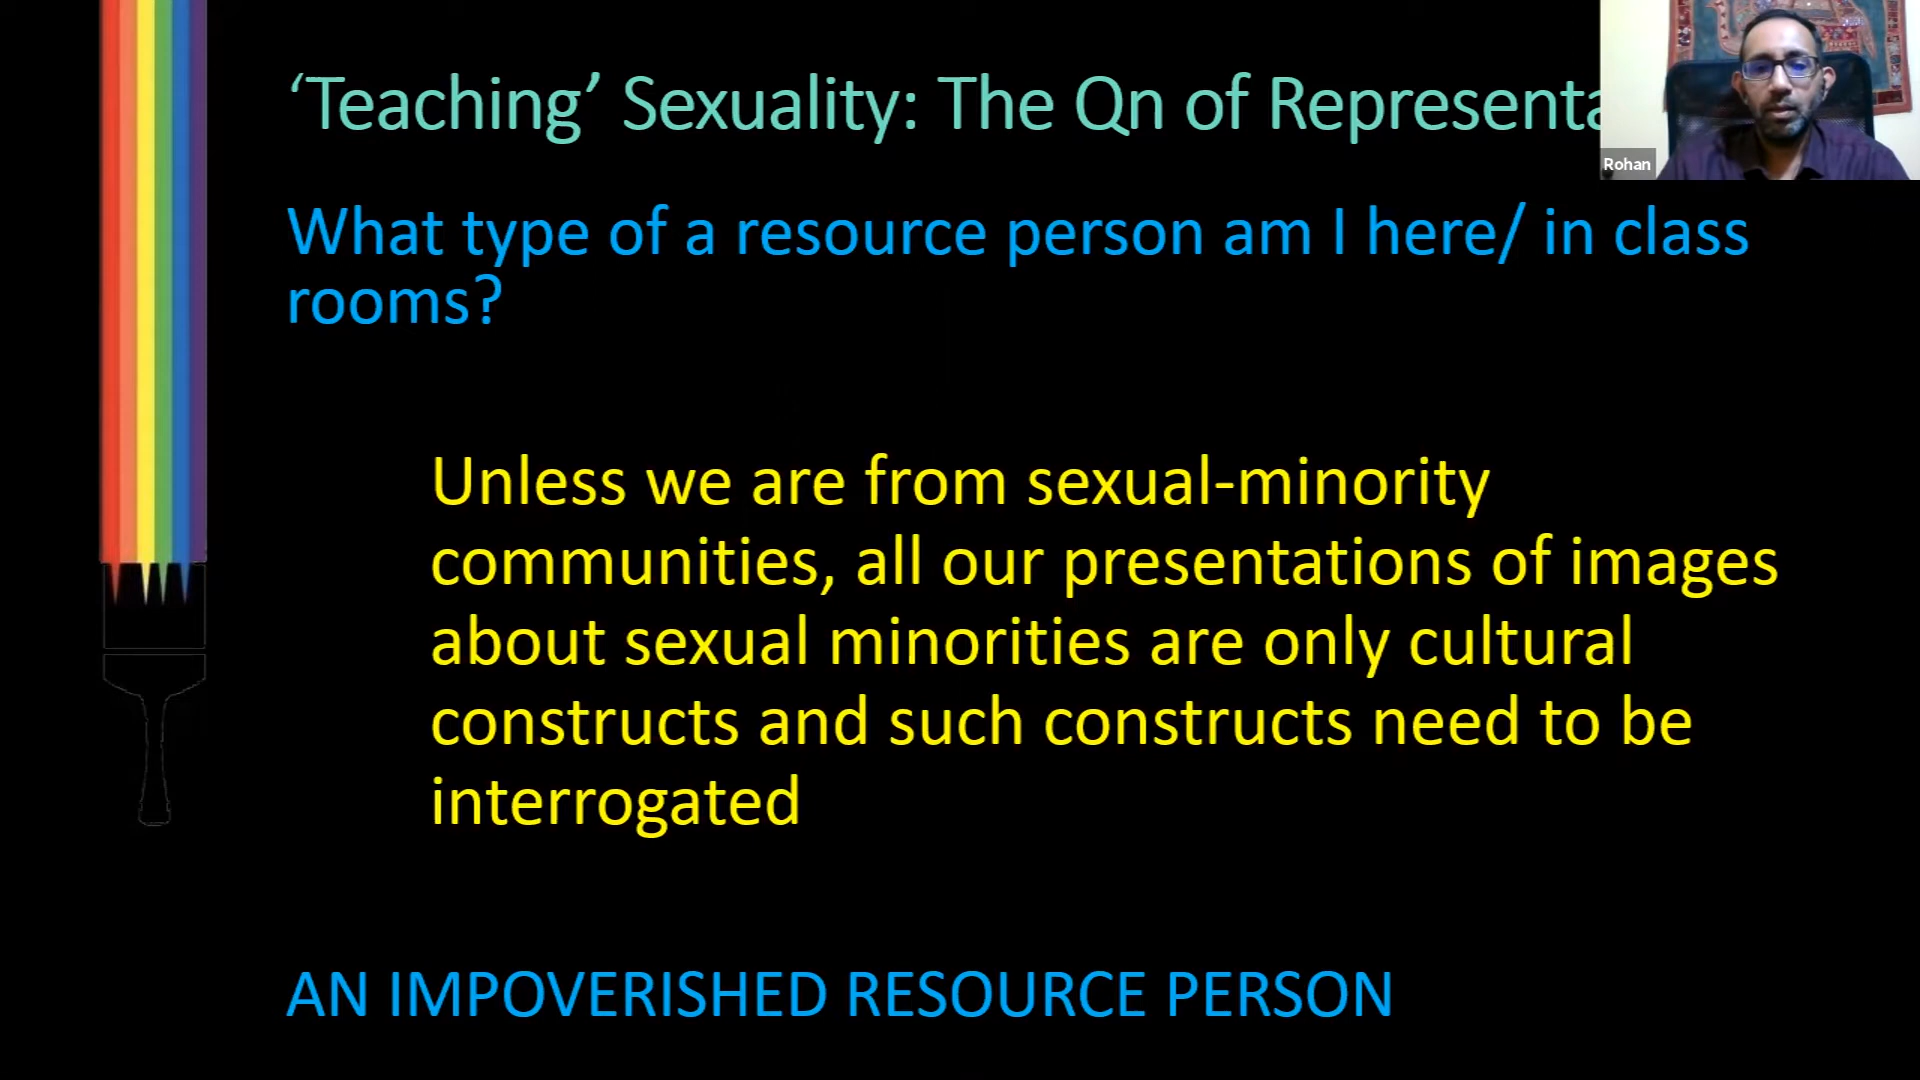 ‘Teaching’ Sexuality: The Qn of Representa
Rohan
What type of a resource person am I here/ in class
rooms?
Unless we are from sexual-minority
communities, all our presentations of images
about sexual minorities are only cultural
constructs and such constructs need to be
interrogated
AN IMPOVERISHED RESOURCE PERSON